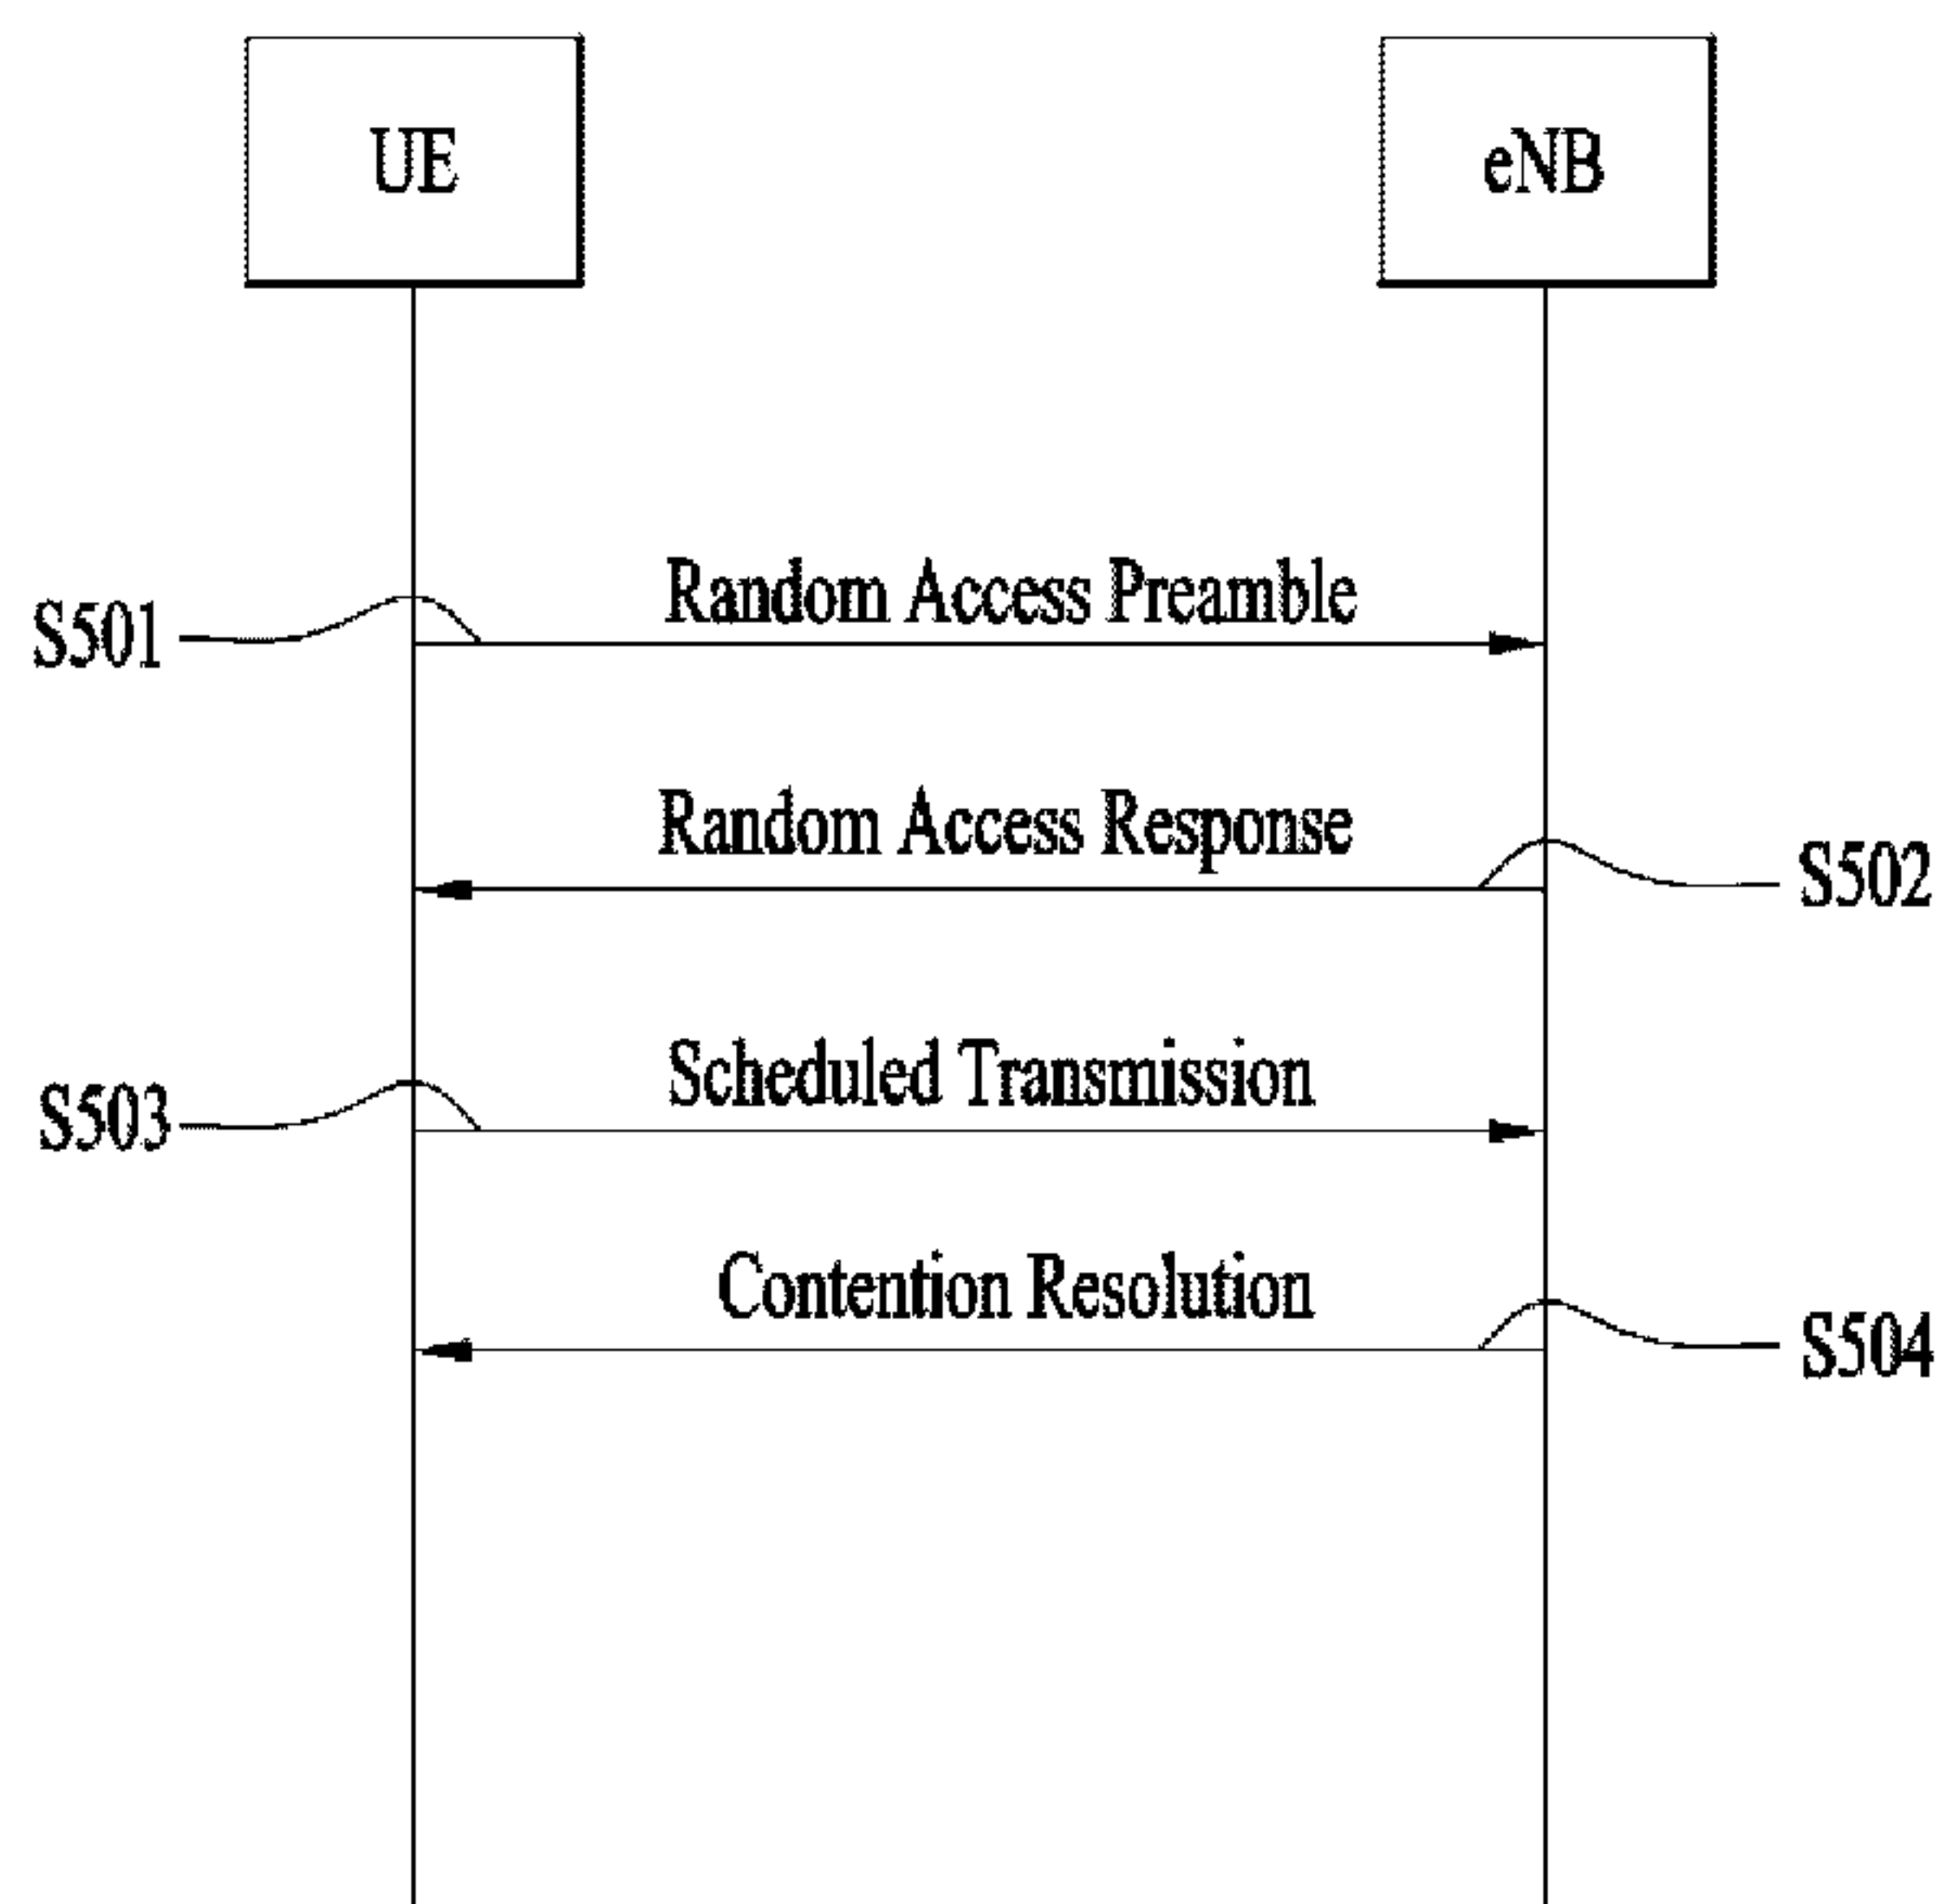 UE
eNB
Random Access Preamble
S501
Random Access Response
S502
Scheduled Transmission
S503
Contention Resolution
S504